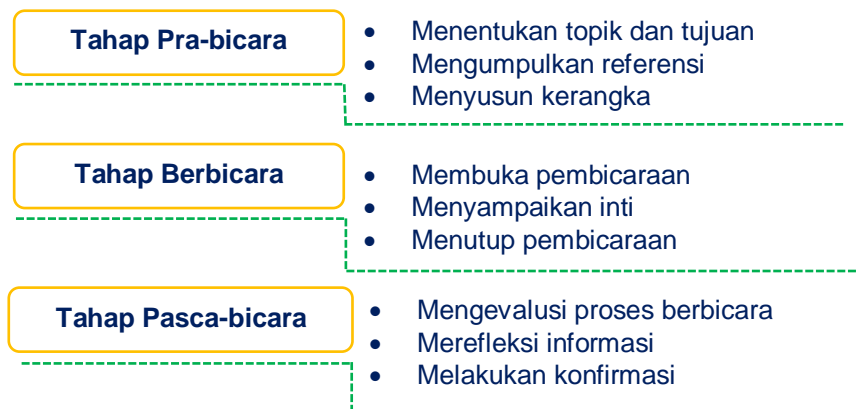 Tahap Pra-bicara
• Menentukan topik dan tujuan
• Mengumpulkan referensi
• Menyusun kerangka
Tahap Berbicara
• Membuka pembicaraan
• Menyampaikan inti
• Menutup pembicaraan
Tahap Pasca-bicara
• Mengevalusi proses berbicara
• Merefleksi informasi
• Melakukan konfirmasi